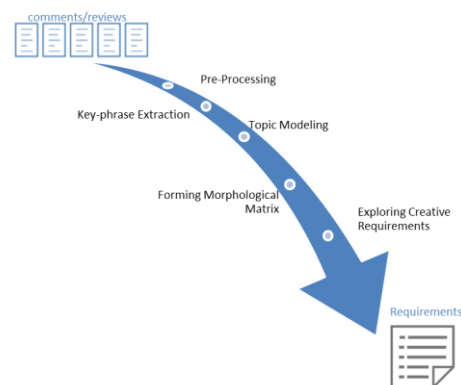 comments/reviews
Pre-Processing
Key-phrase Extraction
Topic Modeling
Forming Morphological
Matrix
Exploring Creative
Requirements
Requirements